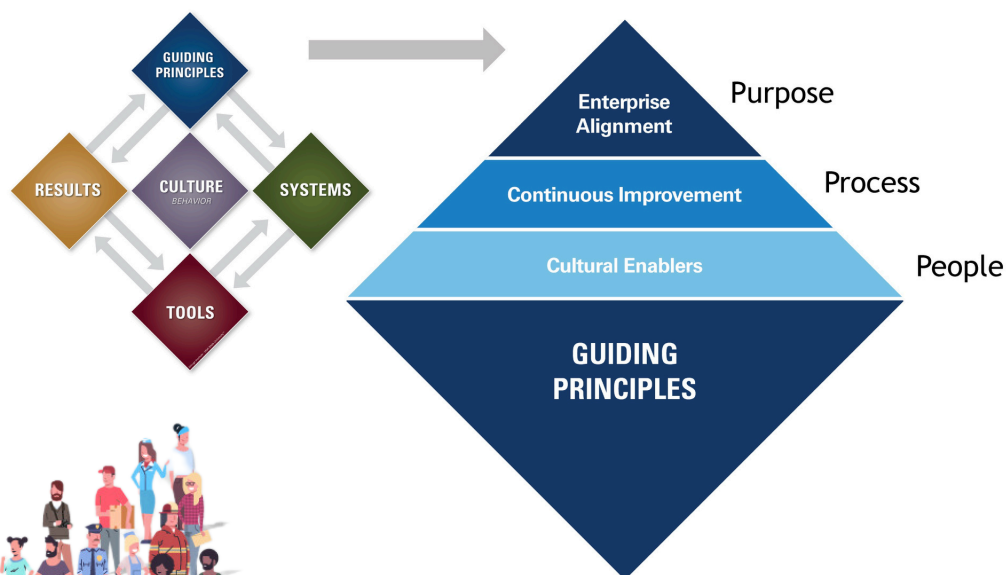 GUIDING
PRINCIPLES
RESULTS
CULTURE
BEHAVIOR
SYSTEMS
TOOLS
Enterprise
Alignment
Purpose
Continuous Improvement
Process
Cultural Enablers
People
GUIDING
PRINCIPLES